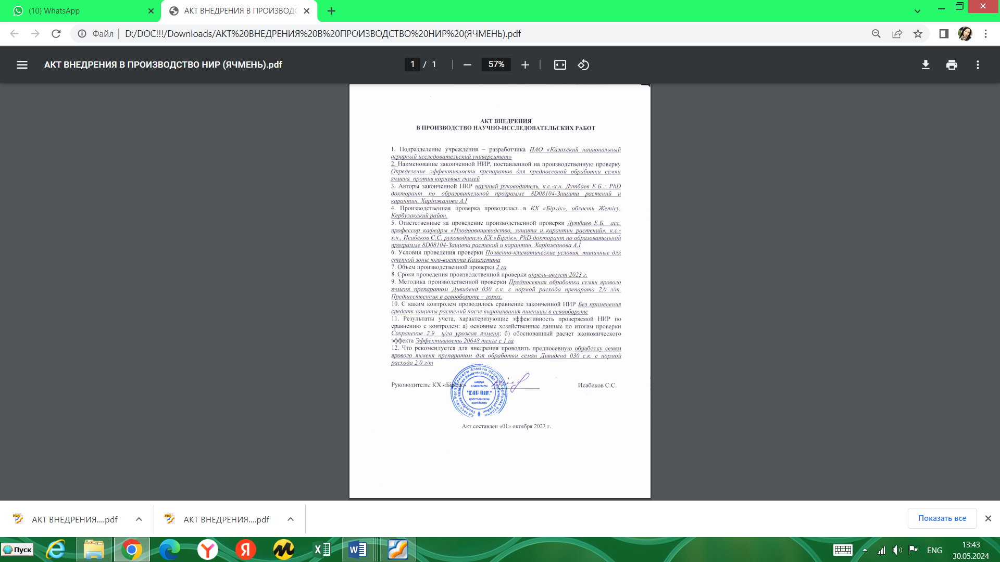 (10) WhatsApp
АКТ ВНЕДРЕНИЯ В ПРОИЗВОДС
Файл
D:/DOC!!!/Downloads/АКТ%20ВНЕДРЕНИЯ%20В%20ПРОИЗВОДСТВО%20НИР%20(ЯЧМЕНЬ).pdf
АКТ ВНЕДРЕНИЯ В ПРОИЗВОДСТВО НИР (ЯЧМЕНЬ).pdf
1 / 1
57%
АКТ ВНЕДРЕНИЯ
В ПРОИЗВОДСТВО НАУЧНО-ИССЛЕДОВАТЕЛЬСКИХ РАБОТ
1. Подразделение учреждения – разработчика НАО «Казахский национальный
аграрный исследовательский университет»
2. Наименование законченной НИР, поставленной на производственную проверку
Определение эффективности препаратов для предпосевной обработки семян
ячменя против корневых гнилей
3. Авторы законченной НИР научный руководитель, к.с.-х.н. Дутбаев Е.Б..; PhD
докторант по образовательной программе 8D08104-Защита растений и
карантин, Харіпжанова А.І
4. Производственная проверка проводилась в КХ «Бірлік», область Жетісу,
Кербулакский район.
5. Ответственные за проведение производственной проверки Дутбаев Е.Б. асс.
профессор кафедры «Плодоовощеводство, защита и карантин растений», к.с.-
х.н., Исабеков С.С. руководитель КХ «Бірлік», PhD докторант по образовательной
программе 8D08104-Защита растений и карантин, Харіпжанова А.І
6. Условия проведения проверки Почвенно-климатические условия, типичные для
степной зоны юго-востока Казахстана
7. Объем производственной проверки 2 га
8. Сроки проведения производственной проверки апрель-август 2023 г.
9. Методика производственной проверки Предпосевная обработка семян ярового
ячменя препаратом Дивиденд 030 с.к. с нормой расхода препарата 2,0 л/т.
Предшественник в севообороте – горох.
10. С каким контролем проводилось сравнение законченной НИР Без применения
средств защиты растений после выращивания пшеницы в севообороте
11. Результаты учета, характеризующие эффективность проверяемой НИР по
сравнению с контролем: а) основные хозяйственные данные по итогам проверки
Сохранение 2,9 ц/га урожая ячменя; б) обоснованный расчет экономического
эффекта Эффективность 20648 тенге с 1 га
12. Что рекомендуется для внедрения проводить предпосевную обработку семян
ярового ячменя препаратом для обработки семян Дивиденд 030 с.к. с нормой
расхода 2,0 л/т
Руководитель: КХ «Бірлік»
Исабеков С.С.
шаруа
қожалығы
"БІРЛІК"
крестьянское
хозяйство
Акт составлен «01» октября 2023 г.
АКТ ВНЕДРЕНИЯ....pdf
АКТ ВНЕДРЕНИЯ....pdf
Показать все
Пуск
ENG
13:43
30.05.2024